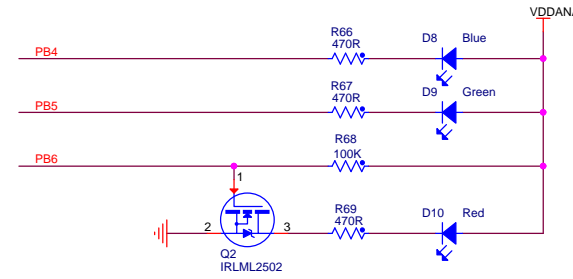 VDDANA
R66
470R
D8 Blue
PB4
R67
470R
D9 Green
PB5
R68
100K
PB6
1
2
3
R69
470R
D10 Red
Q2
IRLML2502